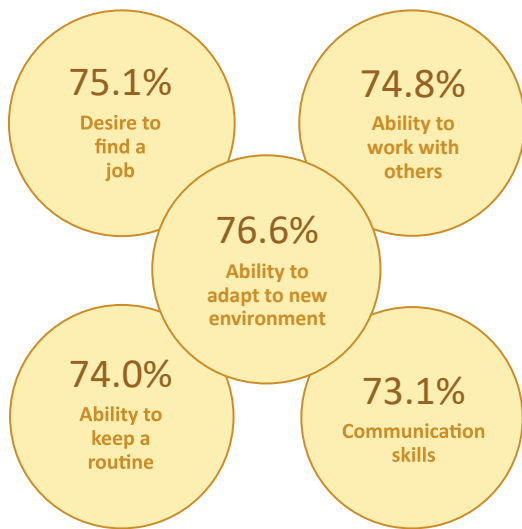 75.1%
Desire to
find a
job
74.8%
Ability to
work with
others
76.6%
Ability to
adapt to new
environment
74.0%
Ability to
keep a
routine
73.1%
Communication
skills